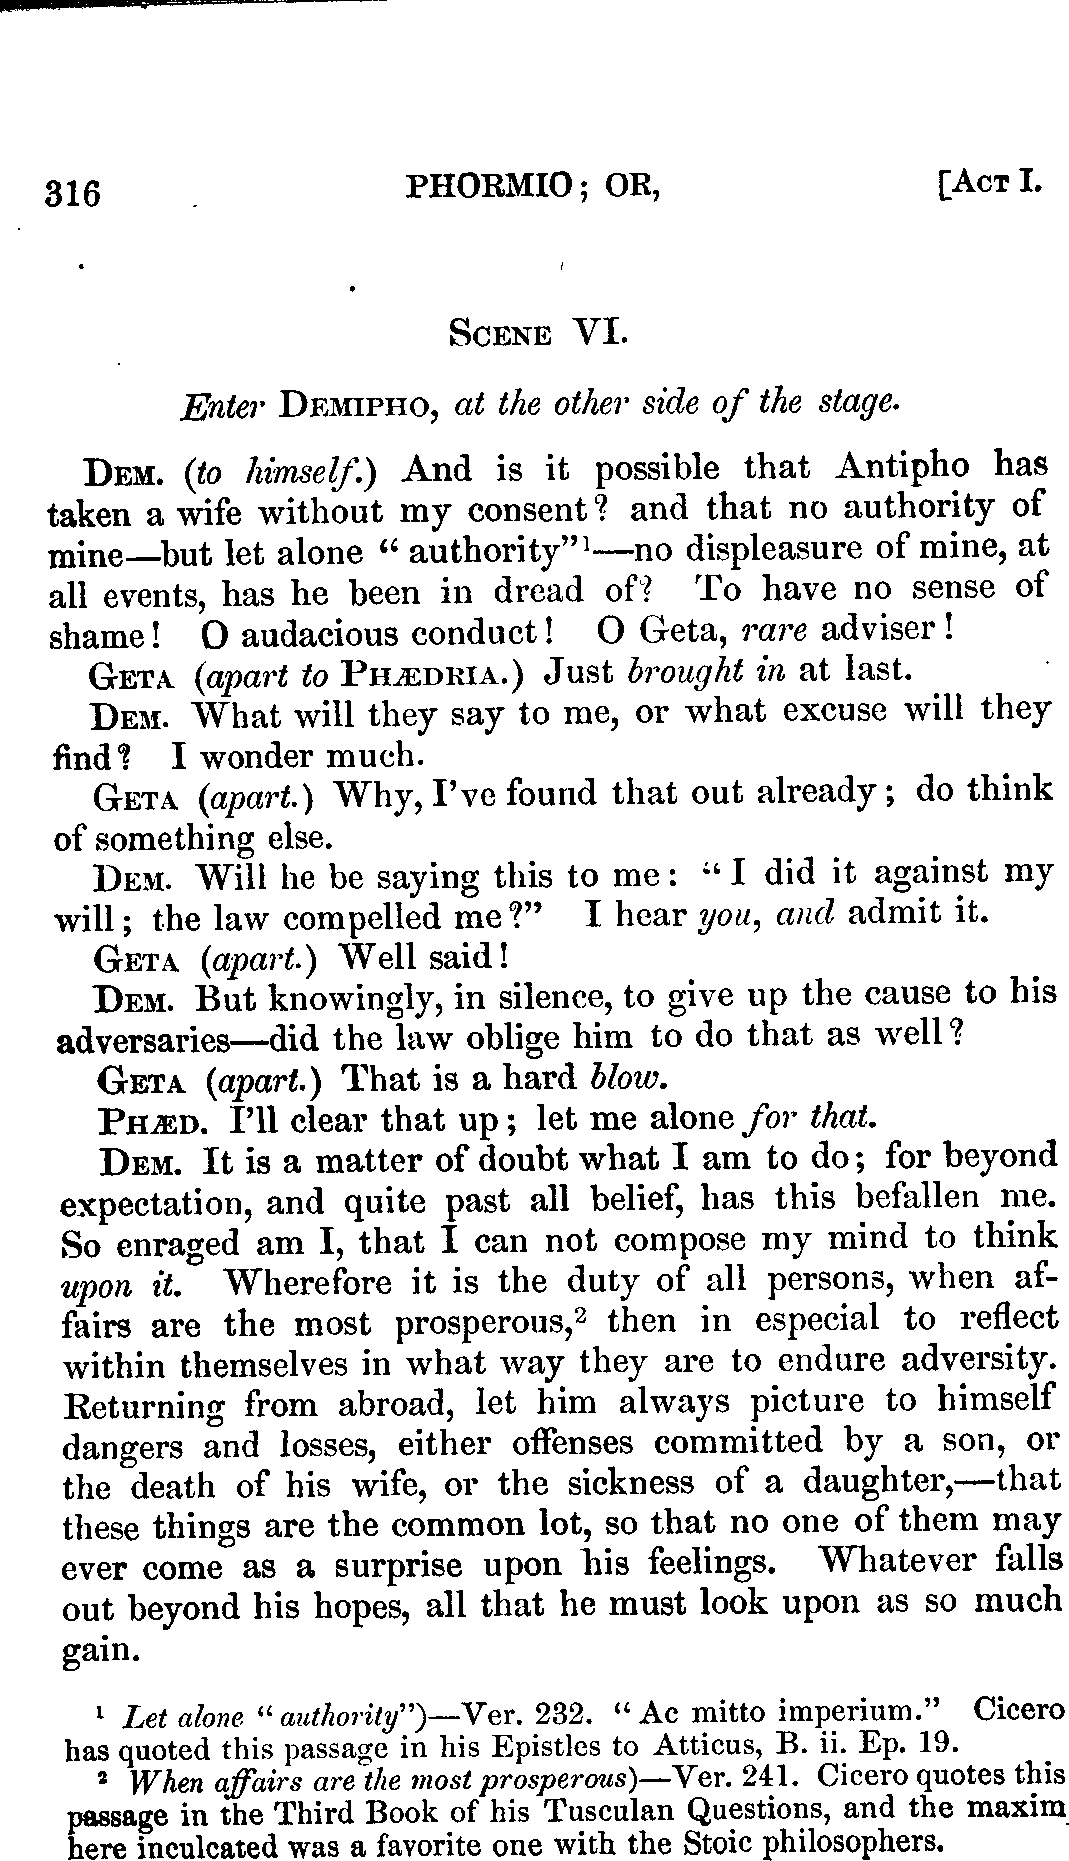 316 PHORMIO; OR, [ACT I.
SCENE VI.
Enter DEMIPHO, at the other side of the stage.
DEM. (to himself.) And is it possible that Antipho has
taken a wife without my consent? and that no authority of
mine—but let alone "authority"¹—no displeasure of mine, at
all events, has he been in dread of? To have no sense of
shame! O audacious conduct! O Geta, rare adviser!
GETA (apart to PHÆDRIA.) Just brought in at last.
DEM. What will they say to me, or what excuse will they
find? I wonder much.
GETA (apart.) Why, I've found that out already; do think
of something else.
DEM. Will he be saying this to me: "I did it against my
will; the law compelled me?" I hear you, and admit it.
GETA (apart.) Well said!
DEM. But knowingly, in silence, to give up the cause to his
adversaries—did the law oblige him to do that as well?
GETA (apart.) That is a hard blow.
PHÆD. I'll clear that up; let me alone for that.
DEM. It is a matter of doubt what I am to do; for beyond
expectation, and quite past all belief, has this befallen me.
So enraged am I, that I can not compose my mind to think
upon it. Wherefore it is the duty of all persons, when af-
fairs are the most prosperous,² then in especial to reflect
within themselves in what way they are to endure adversity.
Returning from abroad, let him always picture to himself
dangers and losses, either offenses committed by a son, or
the death of his wife, or the sickness of a daughter,—that
these things are the common lot, so that no one of them may
ever come as a surprise upon his feelings. Whatever falls
out beyond his hopes, all that he must look upon as so much
gain.
¹ Let alone "authority")—Ver. 232. "Ac mitto imperium." Cicero
has quoted this passage in his Epistles to Atticus, B. ii. Ep. 19.
² When affairs are the most prosperous)—Ver. 241. Cicero quotes this
passage in the Third Book of his Tusculan Questions, and the maxim
here inculcated was a favorite one with the Stoic philosophers.